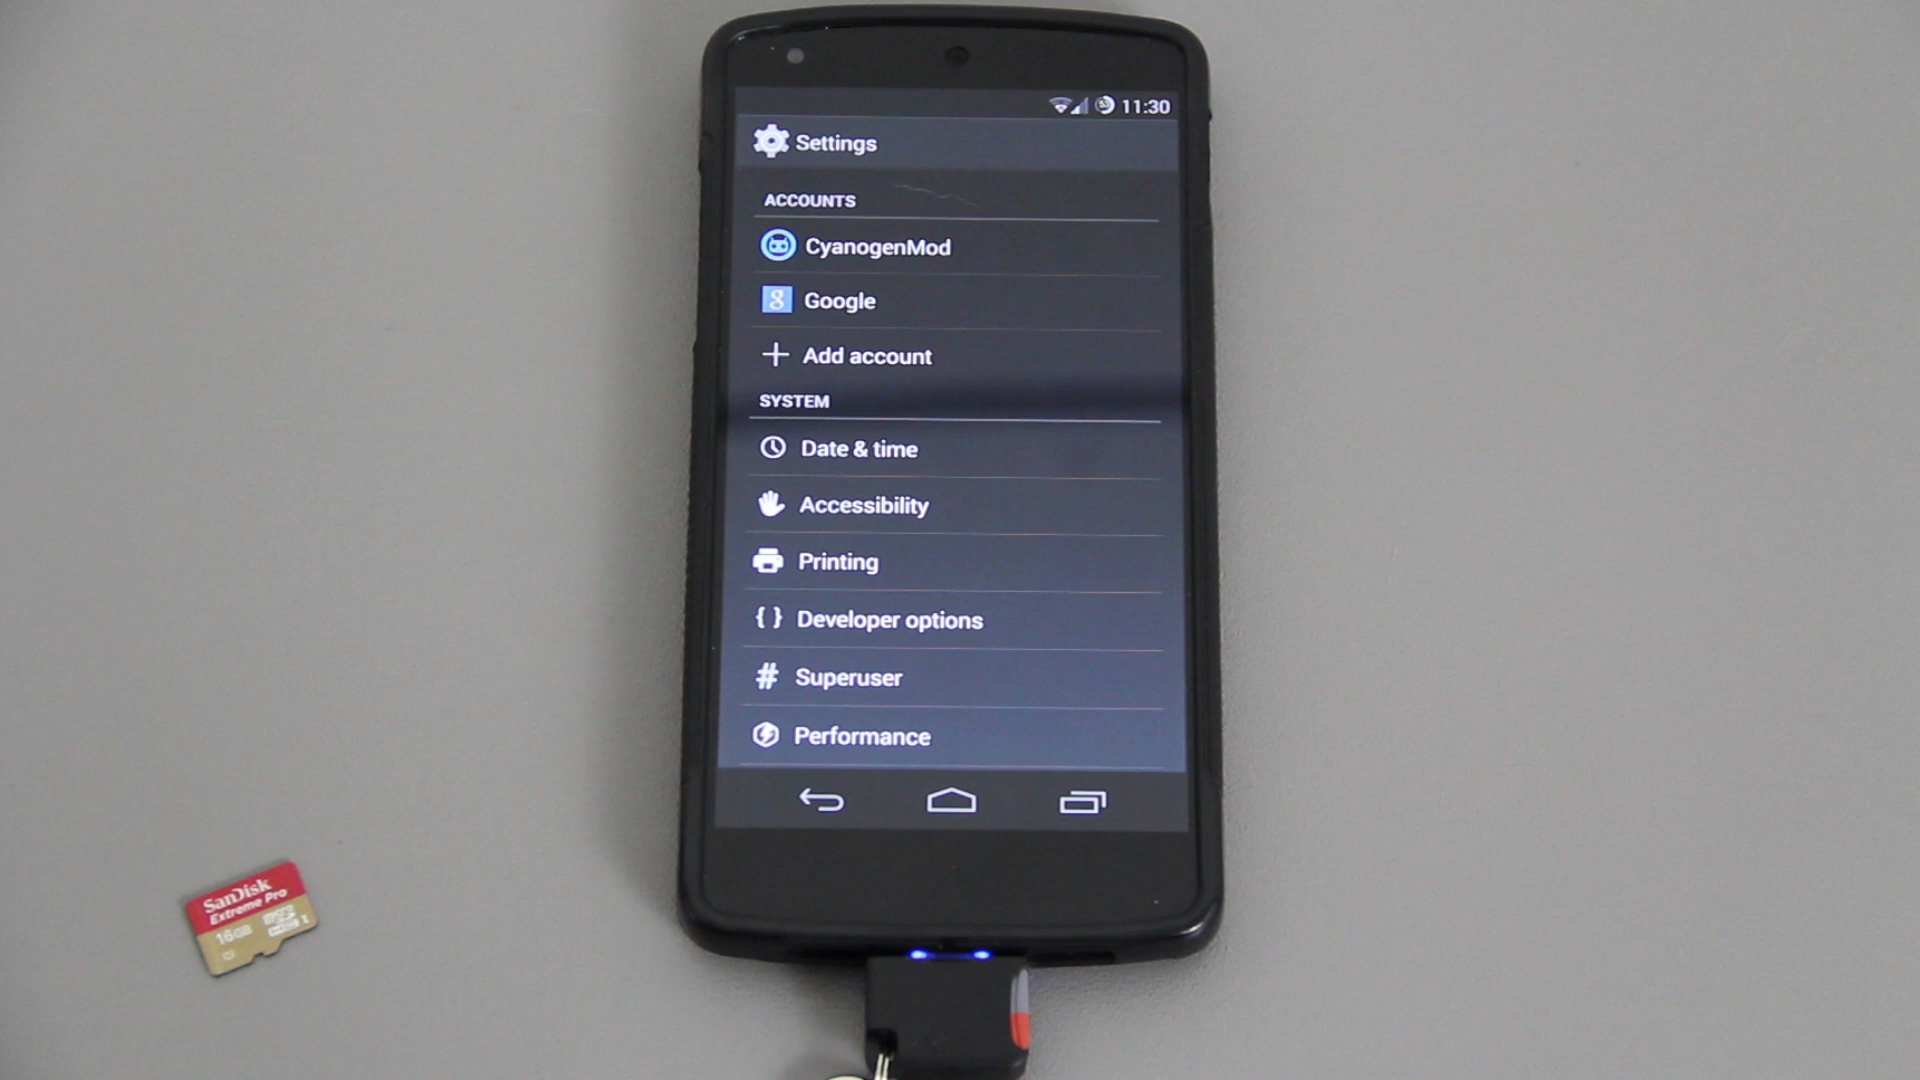 11:30
Settings
ACCOUNTS
CyanogenMod
Google
Add account
SYSTEM
Date & time
Accessibility
Printing
{ } Developer options
# Superuser
Performance
SanDisk
Extreme Pro
16GB
micro